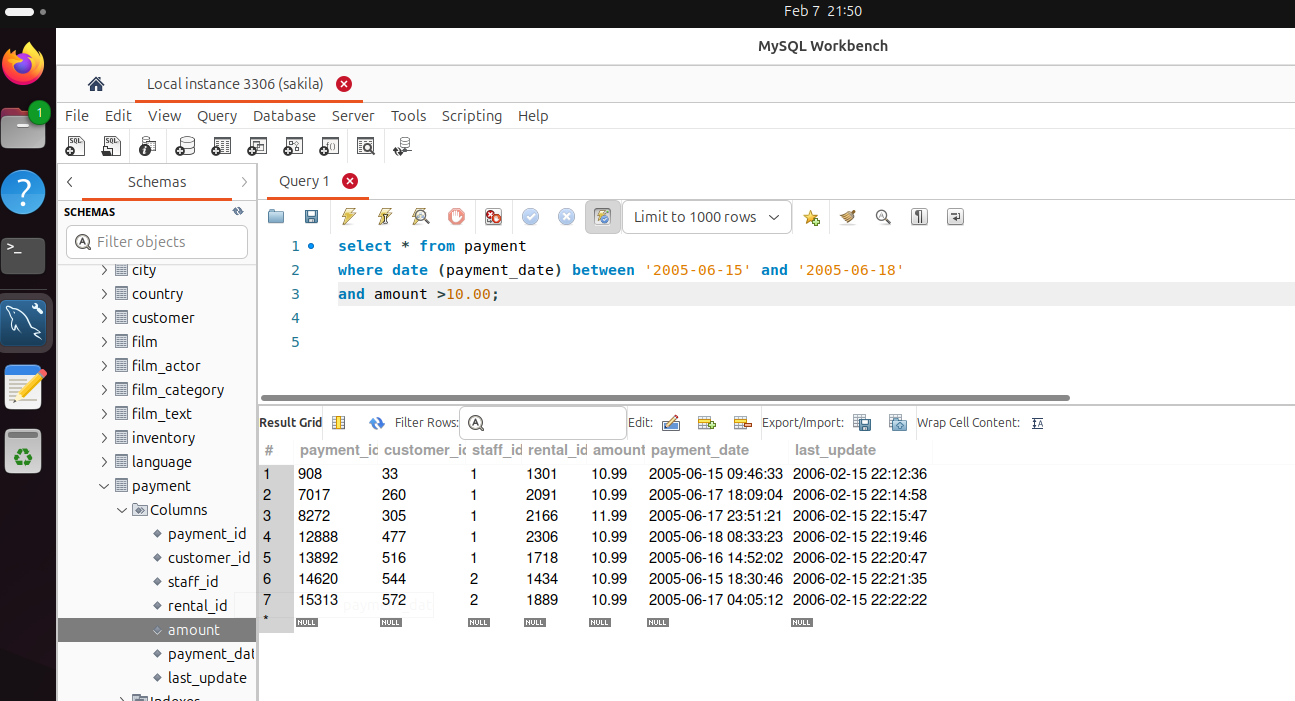 Feb 7 21:50
MySQL Workbench
Local instance 3306 (sakila)
File Edit View Query Database Server Tools Scripting Help
Schemas
Query 1
SCHEMAS
Filter objects
Limit to 1000 rows
city
country
customer
film
film_actor
film_category
film_text
inventory
language
payment
Columns
payment_id
customer_id
staff_id
rental_id
amount
payment_dat
last_update
Indexes
1 select * from payment
2 where date (payment_date) between '2005-06-15' and '2005-06-18'
3 and amount >10.00;
4
5
Result Grid Filter Rows: Edit: Export/Import: Wrap Cell Content:
# payment_id customer_id staff_id rental_id amount payment_date last_update
1 908 33 1 1301 10.99 2005-06-15 09:46:33 2006-02-15 22:12:36
2 7017 260 1 2091 10.99 2005-06-17 18:09:04 2006-02-15 22:14:58
3 8272 305 1 2166 11.99 2005-06-17 23:51:21 2006-02-15 22:15:47
4 12888 477 1 2306 10.99 2005-06-18 08:33:23 2006-02-15 22:19:46
5 13892 516 1 1718 10.99 2005-06-16 14:52:02 2006-02-15 22:20:47
6 14620 544 2 1434 10.99 2005-06-15 18:30:46 2006-02-15 22:21:35
7 15313 572 2 1889 10.99 2005-06-17 04:05:12 2006-02-15 22:22:22
* NULL NULL NULL NULL NULL NULL NULL